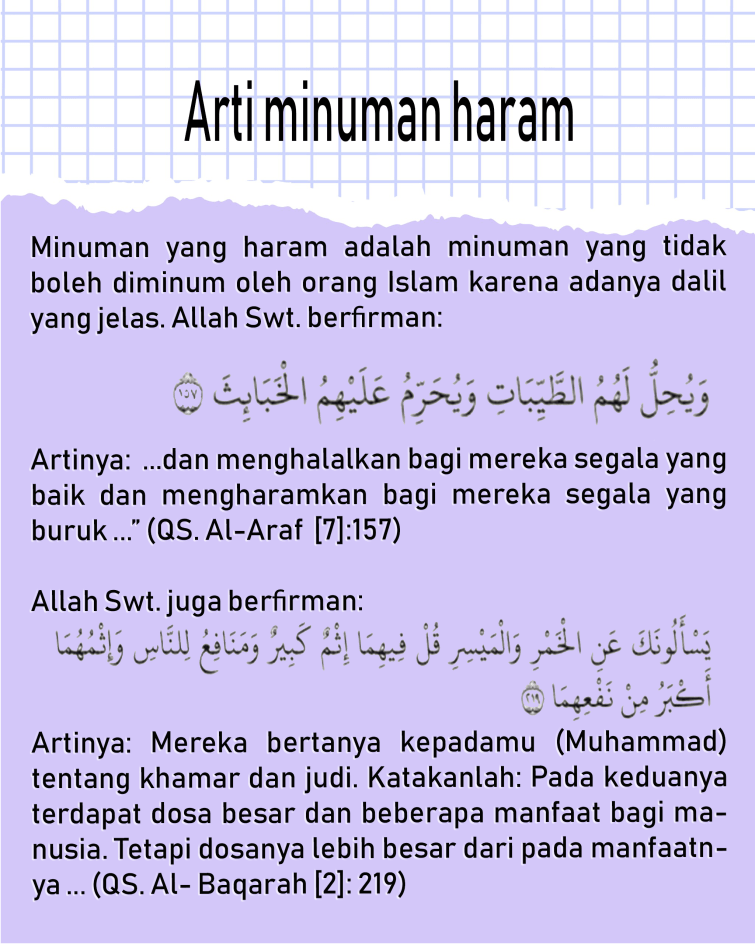 Arti minuman haram
Minuman yang haram adalah minuman yang tidak
boleh diminum oleh orang Islam karena adanya dalil
yang jelas. Allah Swt. berfirman:
وَيُحِلُّ لَهُمُ الطَّيِّبَاتِ وَيُحَرِّمُ عَلَيْهِمُ الْخَبَائِثَ ١٥٧
Artinya: ...dan menghalalkan bagi mereka segala yang
baik dan mengharamkan bagi mereka segala yang
buruk ...” (QS. Al-Araf [7]:157)
Allah Swt. juga berfirman:
يَسْأَلُونَكَ عَنِ الْخَمْرِ وَالْمَيْسِرِ قُلْ فِيهِمَا إِثْمٌ كَبِيرٌ وَمَنَافِعُ لِلنَّاسِ وَإِثْمُهُمَا
أَكْبَرُ مِنْ نَفْعِهِمَا ٢١٩
Artinya: Mereka bertanya kepadamu (Muhammad)
tentang khamar dan judi. Katakanlah: Pada keduanya
terdapat dosa besar dan beberapa manfaat bagi ma-
nusia. Tetapi dosanya lebih besar dari pada manfaatn-
ya ... (QS. Al- Baqarah [2]: 219)